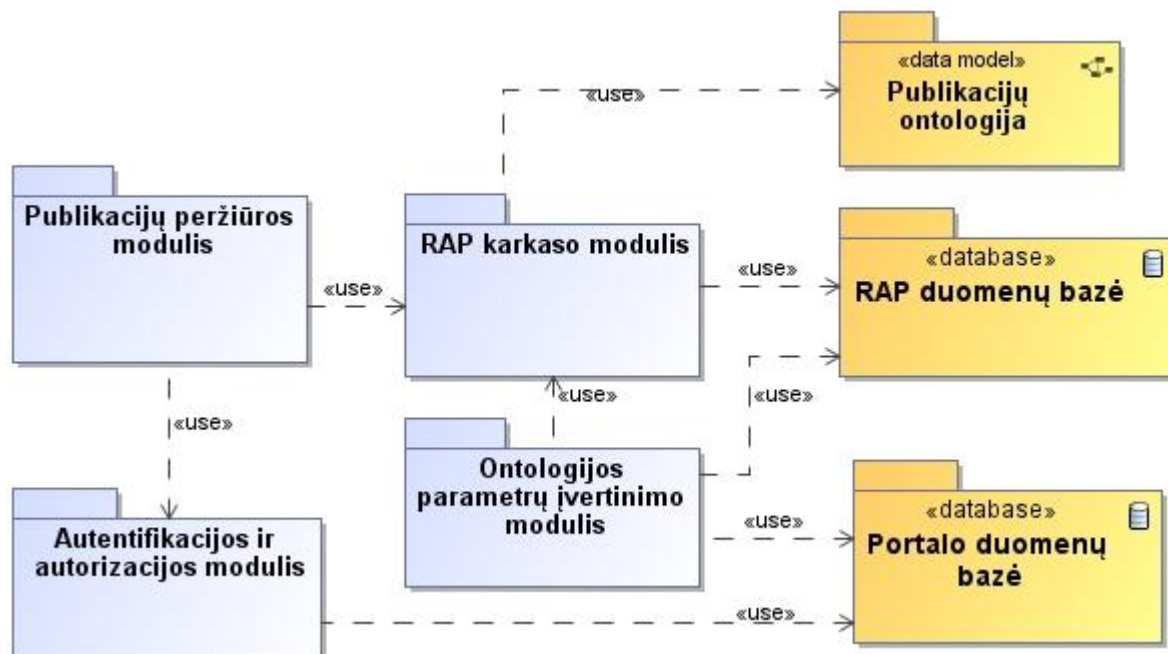 «data model»
Publikacijų
ontologija
«use»
Publikacijų peržiūros
modulis
«use»
RAP karkaso modulis
«use»
«database»
RAP duomenų bazė
«use»
«use»
«use»
Autentifikacijos ir
autorizacijos modulis
Ontologijos
parametrų įvertinimo
modulis
«use»
«database»
Portalo duomenų
bazė
«use»